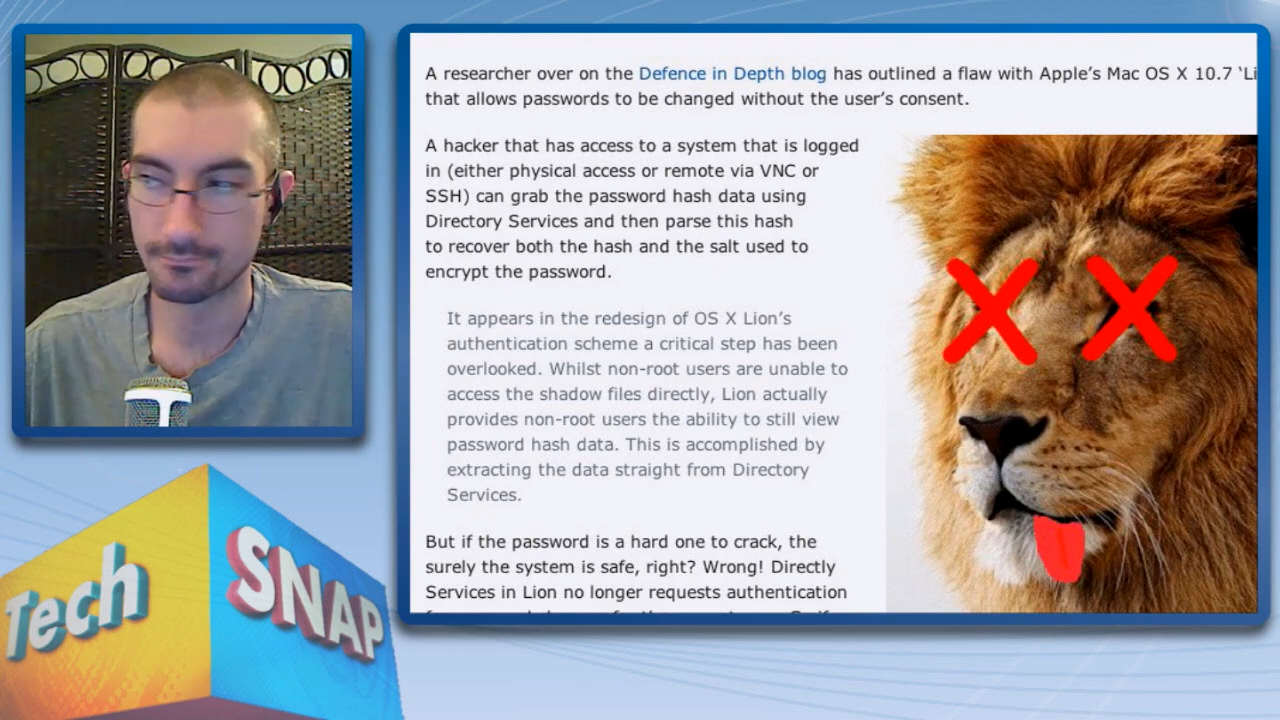 A researcher over on the Defence in Depth blog has outlined a flaw with Apple's Mac OS X 10.7 ‘Li
that allows passwords to be changed without the user's consent.
A hacker that has access to a system that is logged
in (either physical access or remote via VNC or
SSH) can grab the password hash data using
Directory Services and then parse this hash
to recover both the hash and the salt used to
encrypt the password.
It appears in the redesign of OS X Lion's
authentication scheme a critical step has been
overlooked. Whilst non-root users are unable to
access the shadow files directly, Lion actually
provides non-root users the ability to still view
password hash data. This is accomplished by
extracting the data straight from Directory
Services.
But if the password is a hard one to crack, the
surely the system is safe, right? Wrong! Directly
Services in Lion no longer requests authentication
Tech SNAP